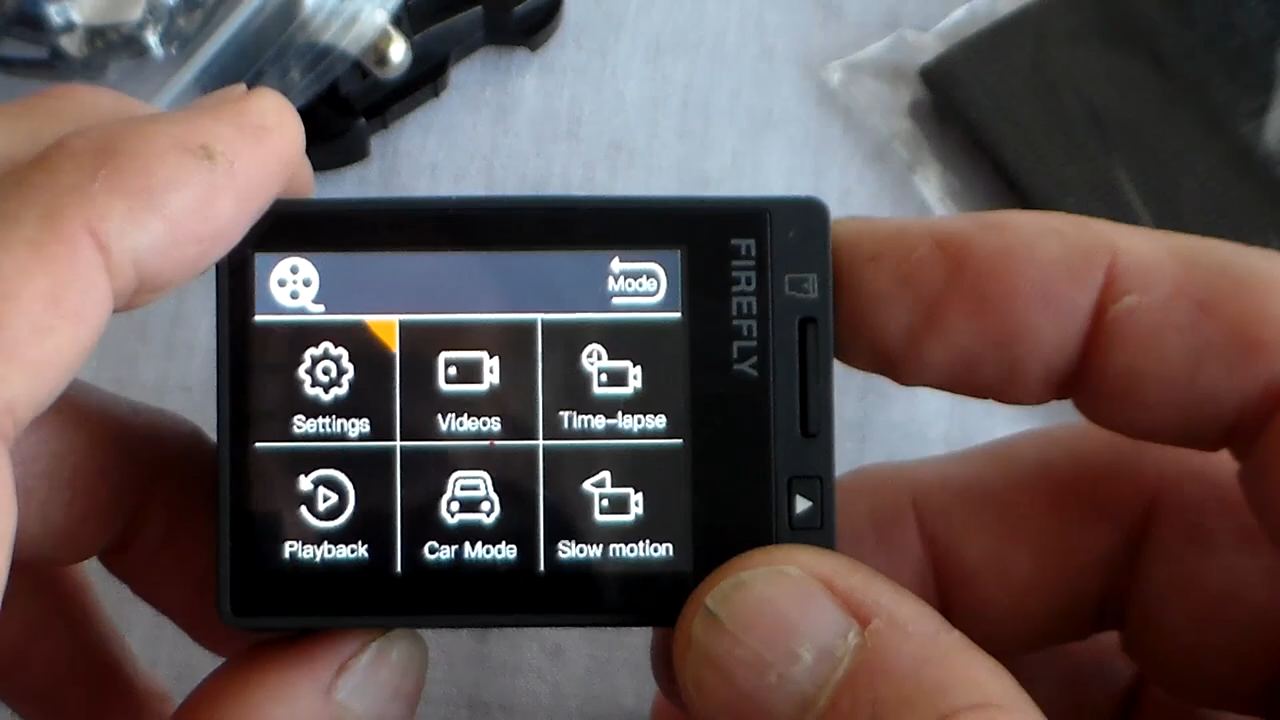 Mode
Settings
Videos
Time-lapse
Playback
Car Mode
Slow motion
FIREFLY